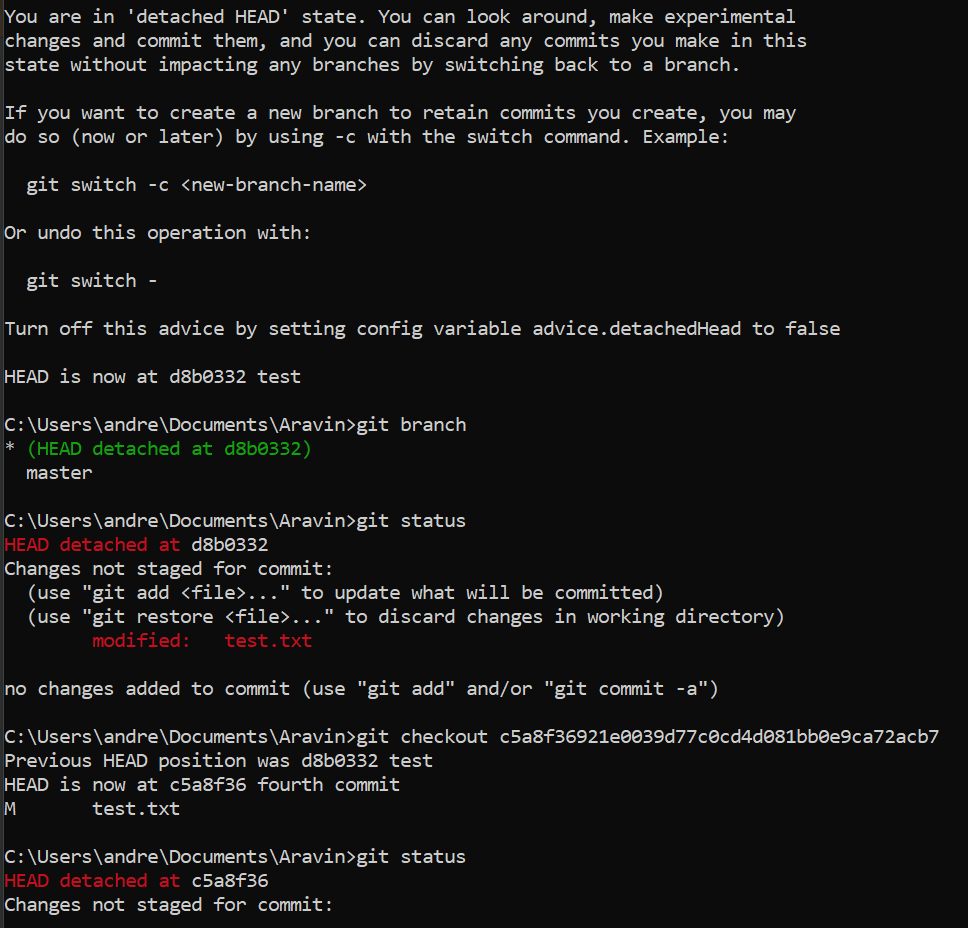 You are in 'detached HEAD' state. You can look around, make experimental
changes and commit them, and you can discard any commits you make in this
state without impacting any branches by switching back to a branch.

If you want to create a new branch to retain commits you create, you may
do so (now or later) by using -c with the switch command. Example:

  git switch -c <new-branch-name>

Or undo this operation with:

  git switch -

Turn off this advice by setting config variable advice.detachedHead to false

HEAD is now at d8b0332 test

C:\Users\andre\Documents\Aravin>git branch
* (HEAD detached at d8b0332)
  master

C:\Users\andre\Documents\Aravin>git status
HEAD detached at d8b0332
Changes not staged for commit:
  (use "git add <file>..." to update what will be committed)
  (use "git restore <file>..." to discard changes in working directory)
        modified:   test.txt

no changes added to commit (use "git add" and/or "git commit -a")

C:\Users\andre\Documents\Aravin>git checkout c5a8f36921e0039d77c0cd4d081bb0e9ca72acb7
Previous HEAD position was d8b0332 test
HEAD is now at c5a8f36 fourth commit
M       test.txt

C:\Users\andre\Documents\Aravin>git status
HEAD detached at c5a8f36
Changes not staged for commit: